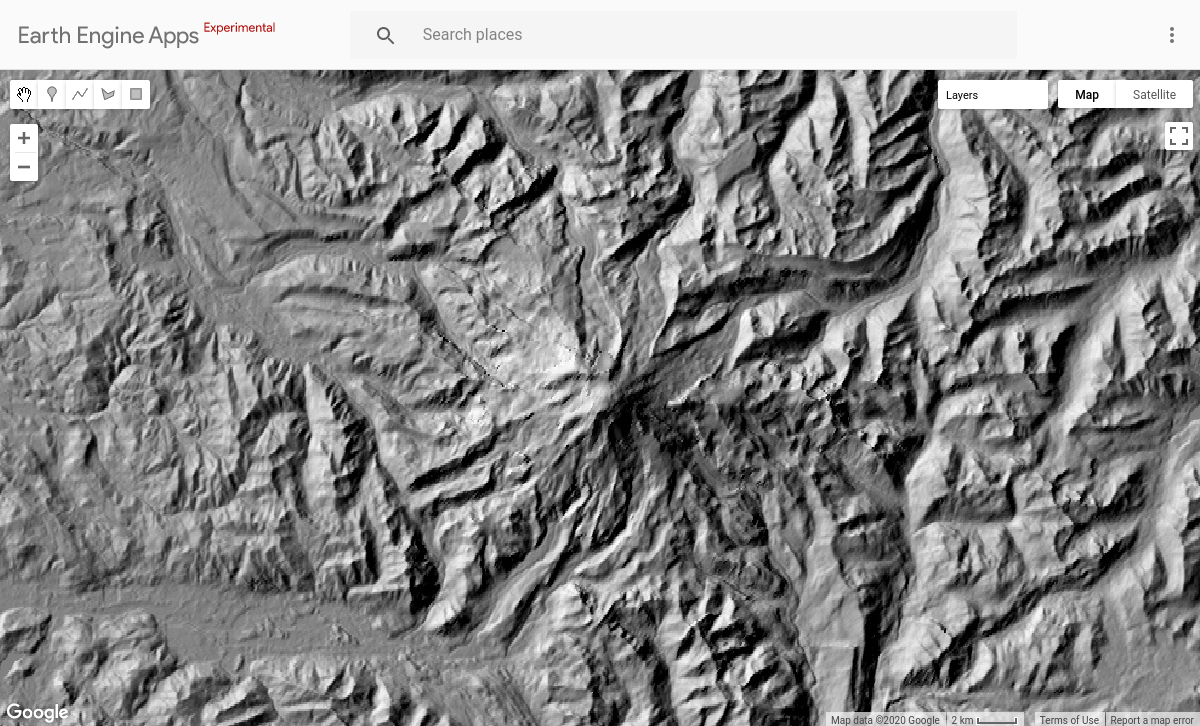 Earth Engine Apps Experimental
Search places
Layers
Map
Satellite
+
−
Google
Map data ©2020 Google
2 km
Terms of Use
Report a map error